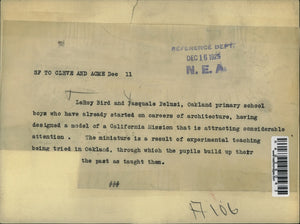 REFERENCE DEPT.
DEC 16 1925
N. E. A.
SF TO CLEVE AND ACME Dec 11
LeRoy Bird and Pasquale Pelusi, Oakland primary school
boys who have already started on careers of architecture, having
designed a model of a California Mission that is attracting considerable
attention . The miniature is a result of experimental teaching
being tried in Oakland, through which the pupils build up their
the past as taught them.
###